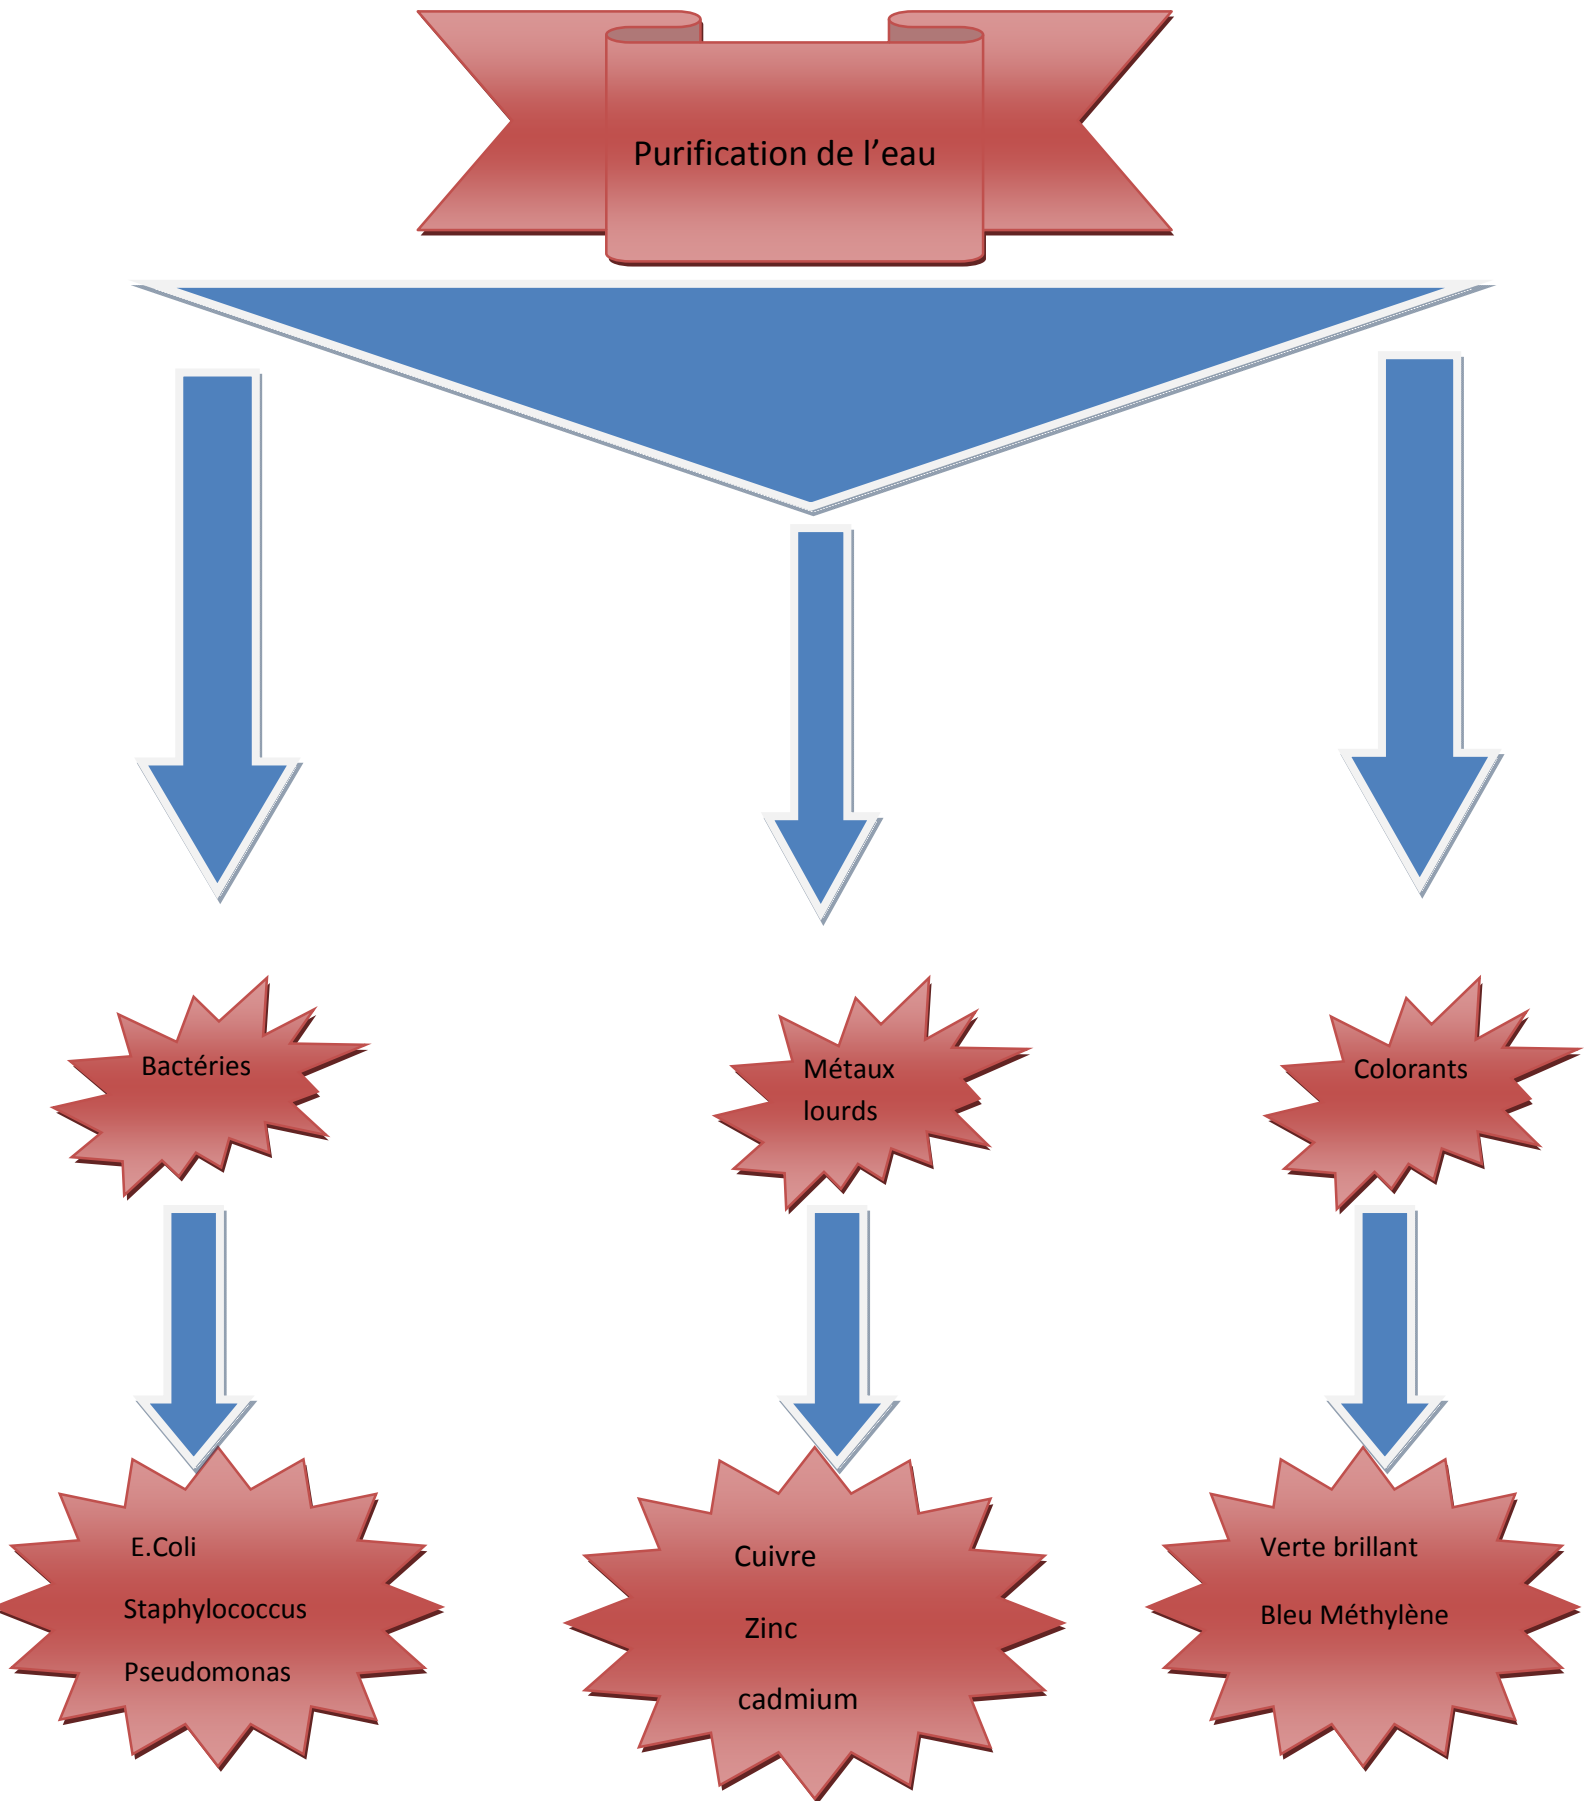 Purification de l’eau
Bactéries
Métaux
lourds
Colorants
E.Coli
Staphylococcus
Pseudomonas
Cuivre
Zinc
cadmium
Verte brillant
Bleu Méthylène